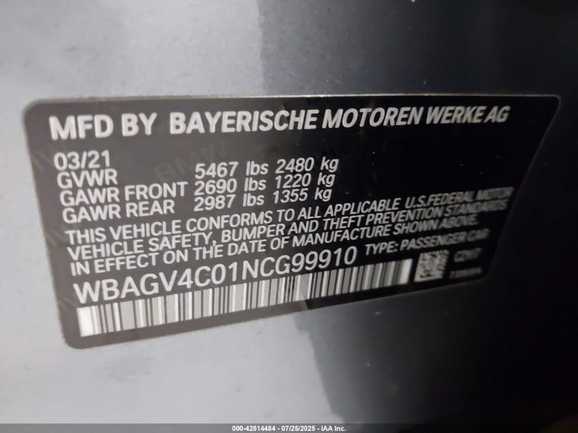 MFD BY BAYERISCHE MOTOREN WERKE AG
03/21
GVWR 5467 lbs 2480 kg
GAWR FRONT 2690 lbs 1220 kg
GAWR REAR 2987 lbs 1355 kg
THIS VEHICLE CONFORMS TO ALL APPLICABLE U.S.FEDERAL MOTOR
VEHICLE SAFETY, BUMPER AND THEFT PREVENTION STANDARDS
IN EFFECT ON THE DATE OF MANUFACTURE SHOWN ABOVE.
WBAGV4C01NCG99910 TYPE: PASSENGER CAR
000-42814484 - 07/25/2025 - IAA Inc.